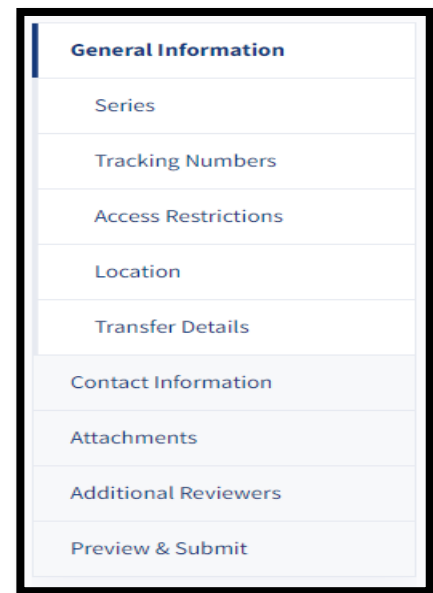 General Information
Series
Tracking Numbers
Access Restrictions
Location
Transfer Details
Contact Information
Attachments
Additional Reviewers
Preview & Submit